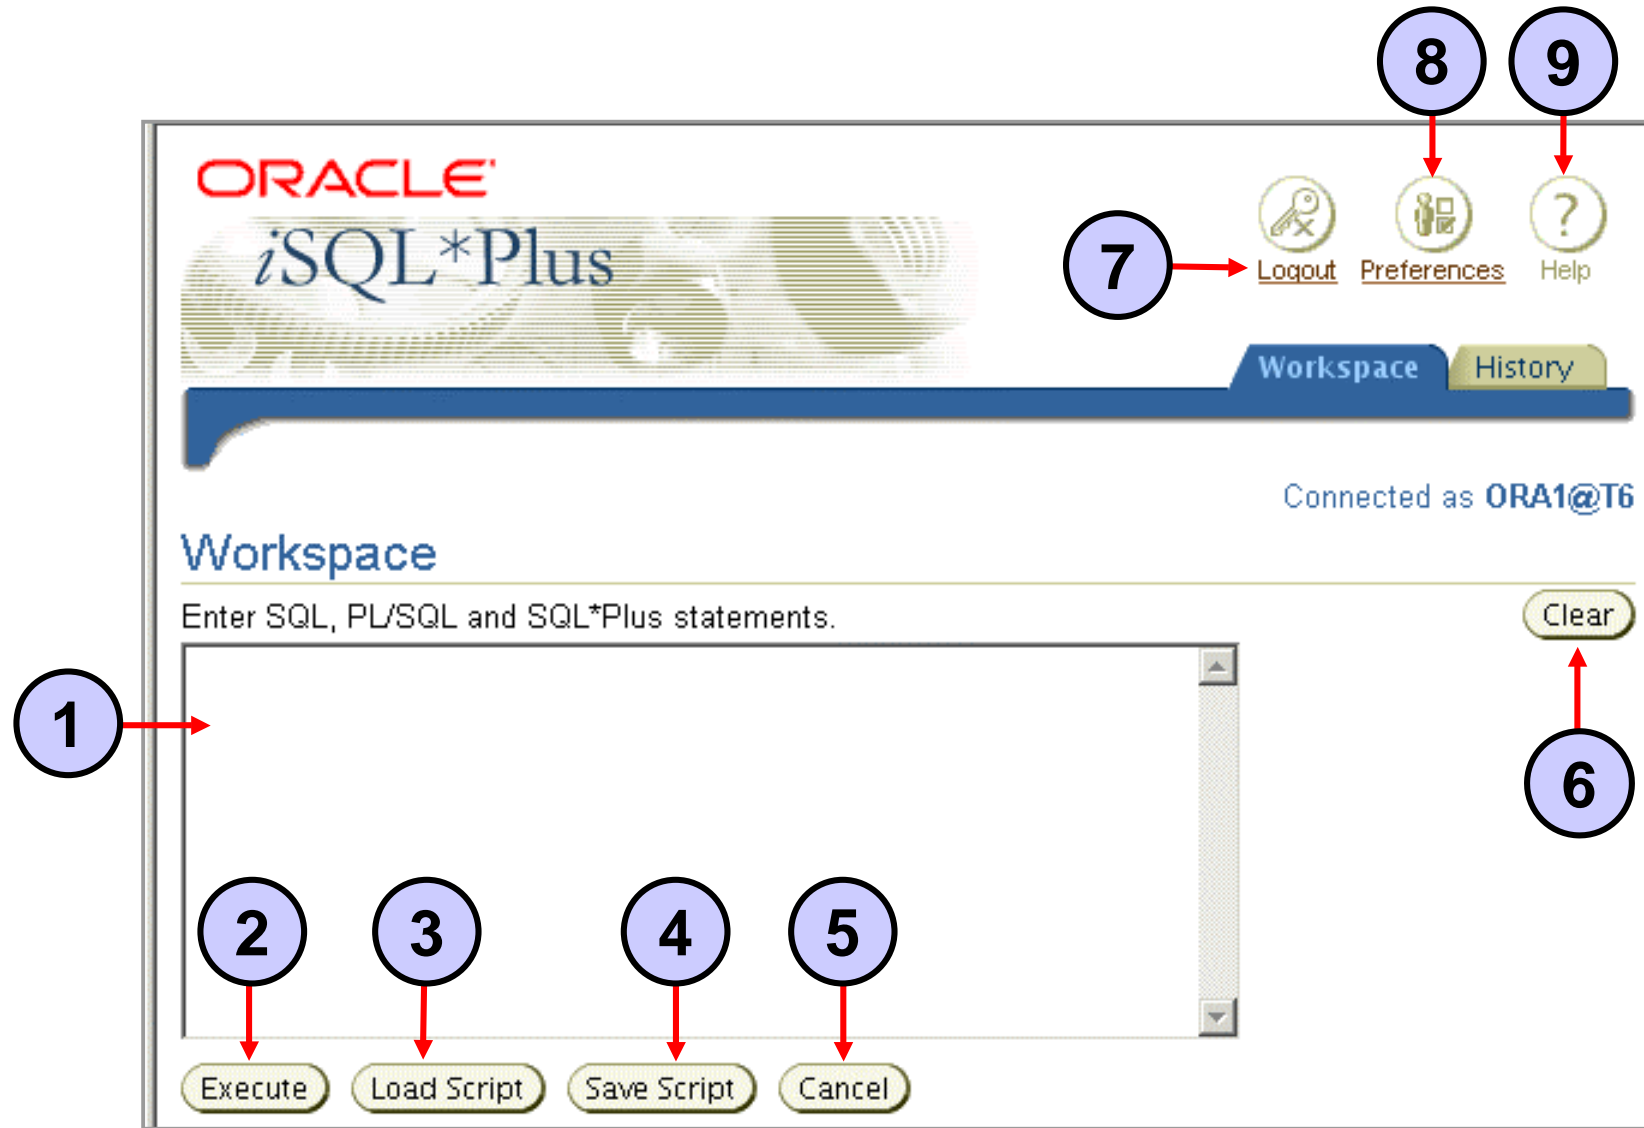 8 9
ORACLE
iSQL*Plus
7
Logout Preferences Help
Workspace History
Connected as ORA1@T6
Workspace
Enter SQL, PL/SQL and SQL*Plus statements.
Clear
1
6
2 3 4 5
Execute Load Script Save Script Cancel